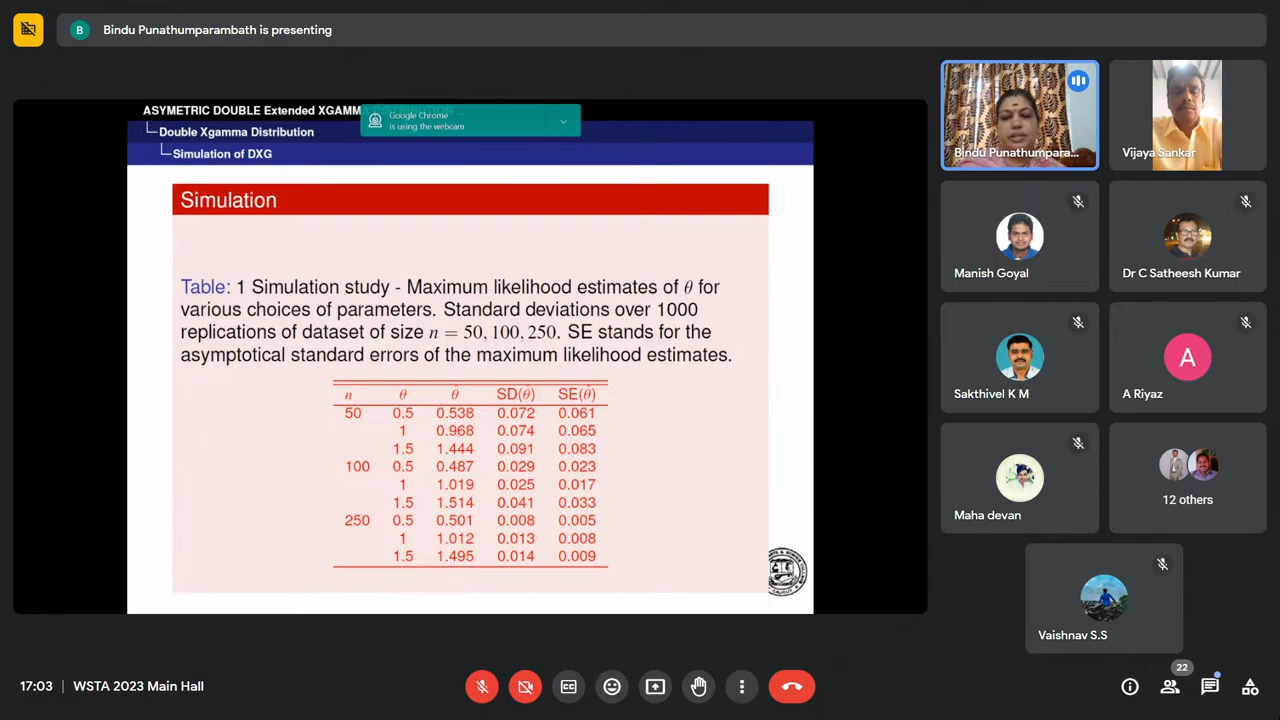 B Bindu Punathumparambath is presenting
ASYMETRIC DOUBLE Extended XGAMMA
Google Chrome
is using the webcam
Double Xgamma Distribution
Simulation of DXG
Simulation
Table: 1 Simulation study - Maximum likelihood estimates of θ for
various choices of parameters. Standard deviations over 1000
replications of dataset of size n = 50, 100, 250. SE stands for the
asymptotical standard errors of the maximum likelihood estimates.
n θ θ̂ SD(θ̂) SE(θ̂)
50 0.5 0.538 0.072 0.061
1 0.968 0.074 0.065
1.5 1.444 0.091 0.083
100 0.5 0.487 0.029 0.023
1 1.019 0.025 0.017
1.5 1.514 0.041 0.033
250 0.5 0.501 0.008 0.005
1 1.012 0.013 0.008
1.5 1.495 0.014 0.009
Bindu Punathumpara...
Vijaya Sankar
Manish Goyal
Dr C Satheesh Kumar
Sakthivel K M
A
A Riyaz
Maha devan
12 others
Vaishnav S.S
17:03 | WSTA 2023 Main Hall
22